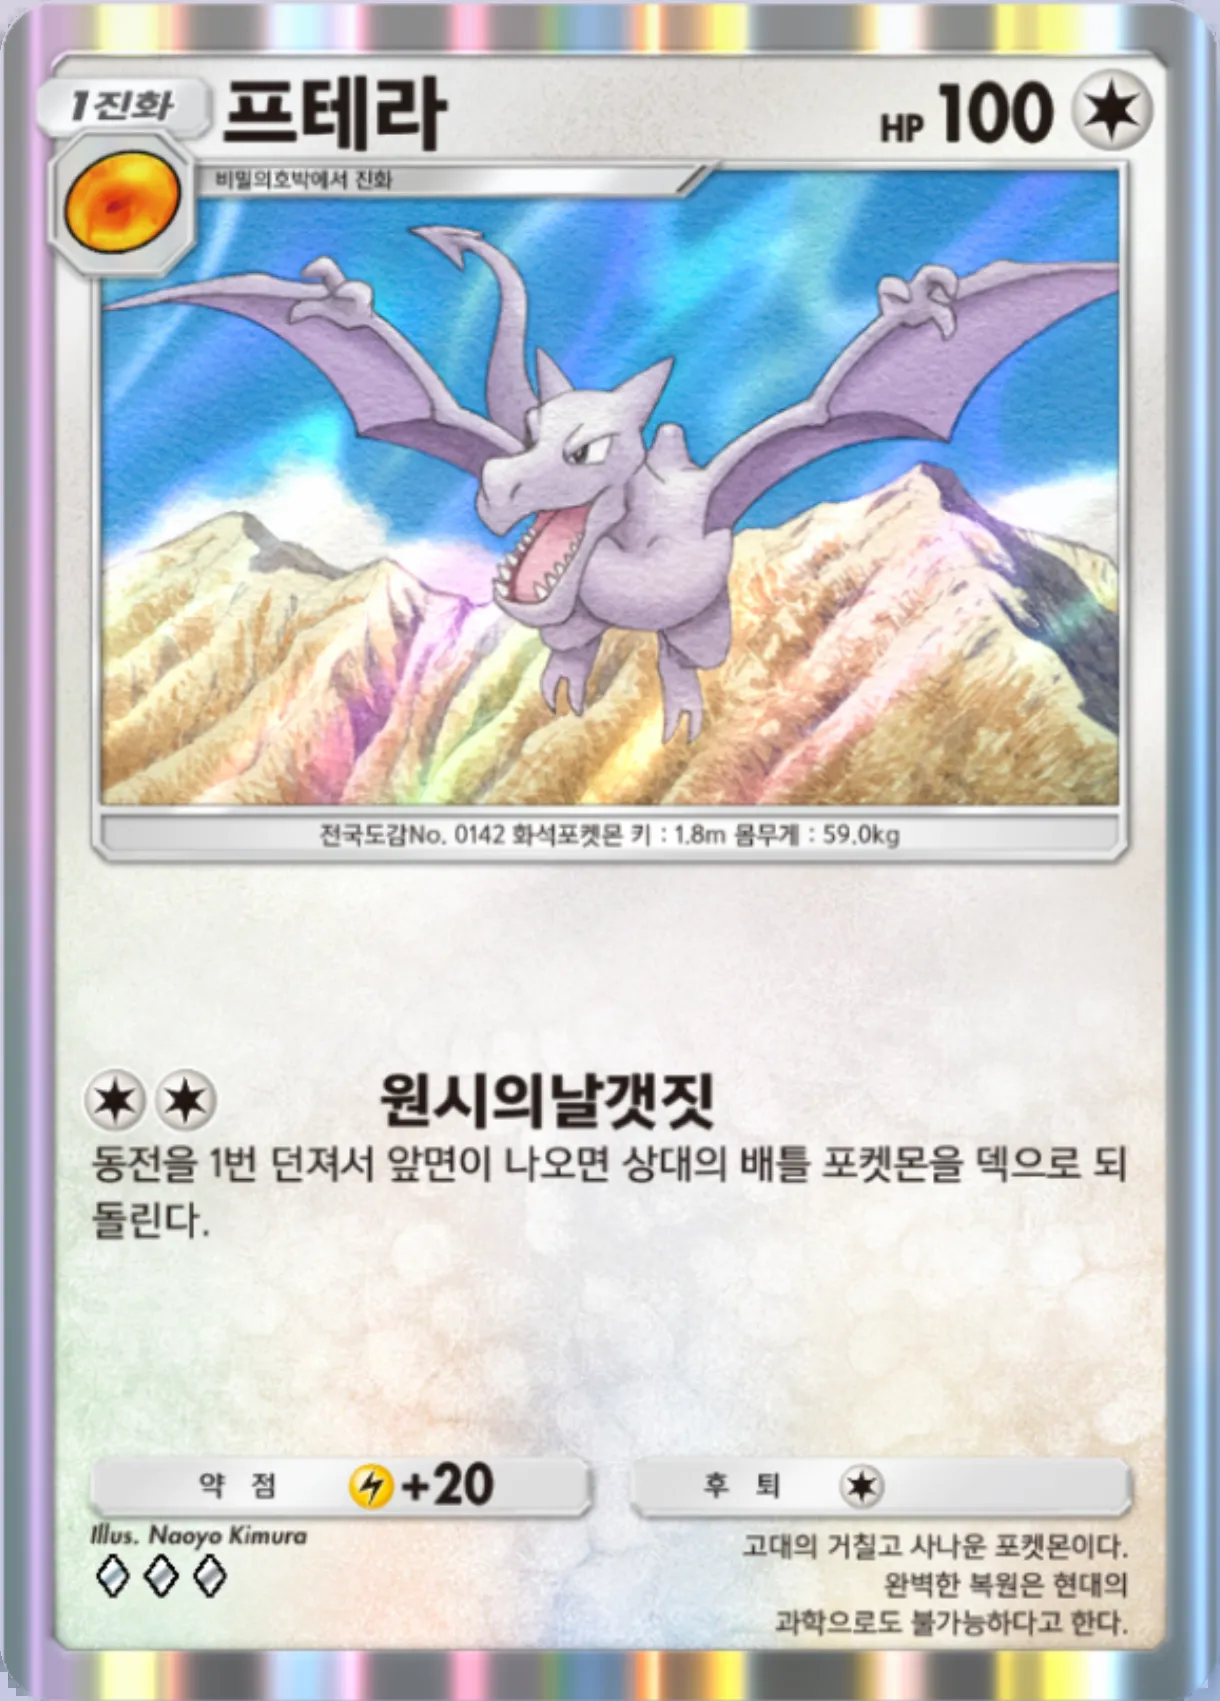 1진화
프테라
HP 100
비밀의호박에서 진화
전국도감No. 0142 화석포켓몬 키 : 1.8m 몸무게 : 59.0kg
원시의날갯짓
동전을 1번 던져서 앞면이 나오면 상대의 배틀 포켓몬을 덱으로 되
돌린다.
약 점 +20
후 퇴
Illus. Naoyo Kimura
고대의 거칠고 사나운 포켓몬이다.
완벽한 복원은 현대의
과학으로도 불가능하다고 한다.